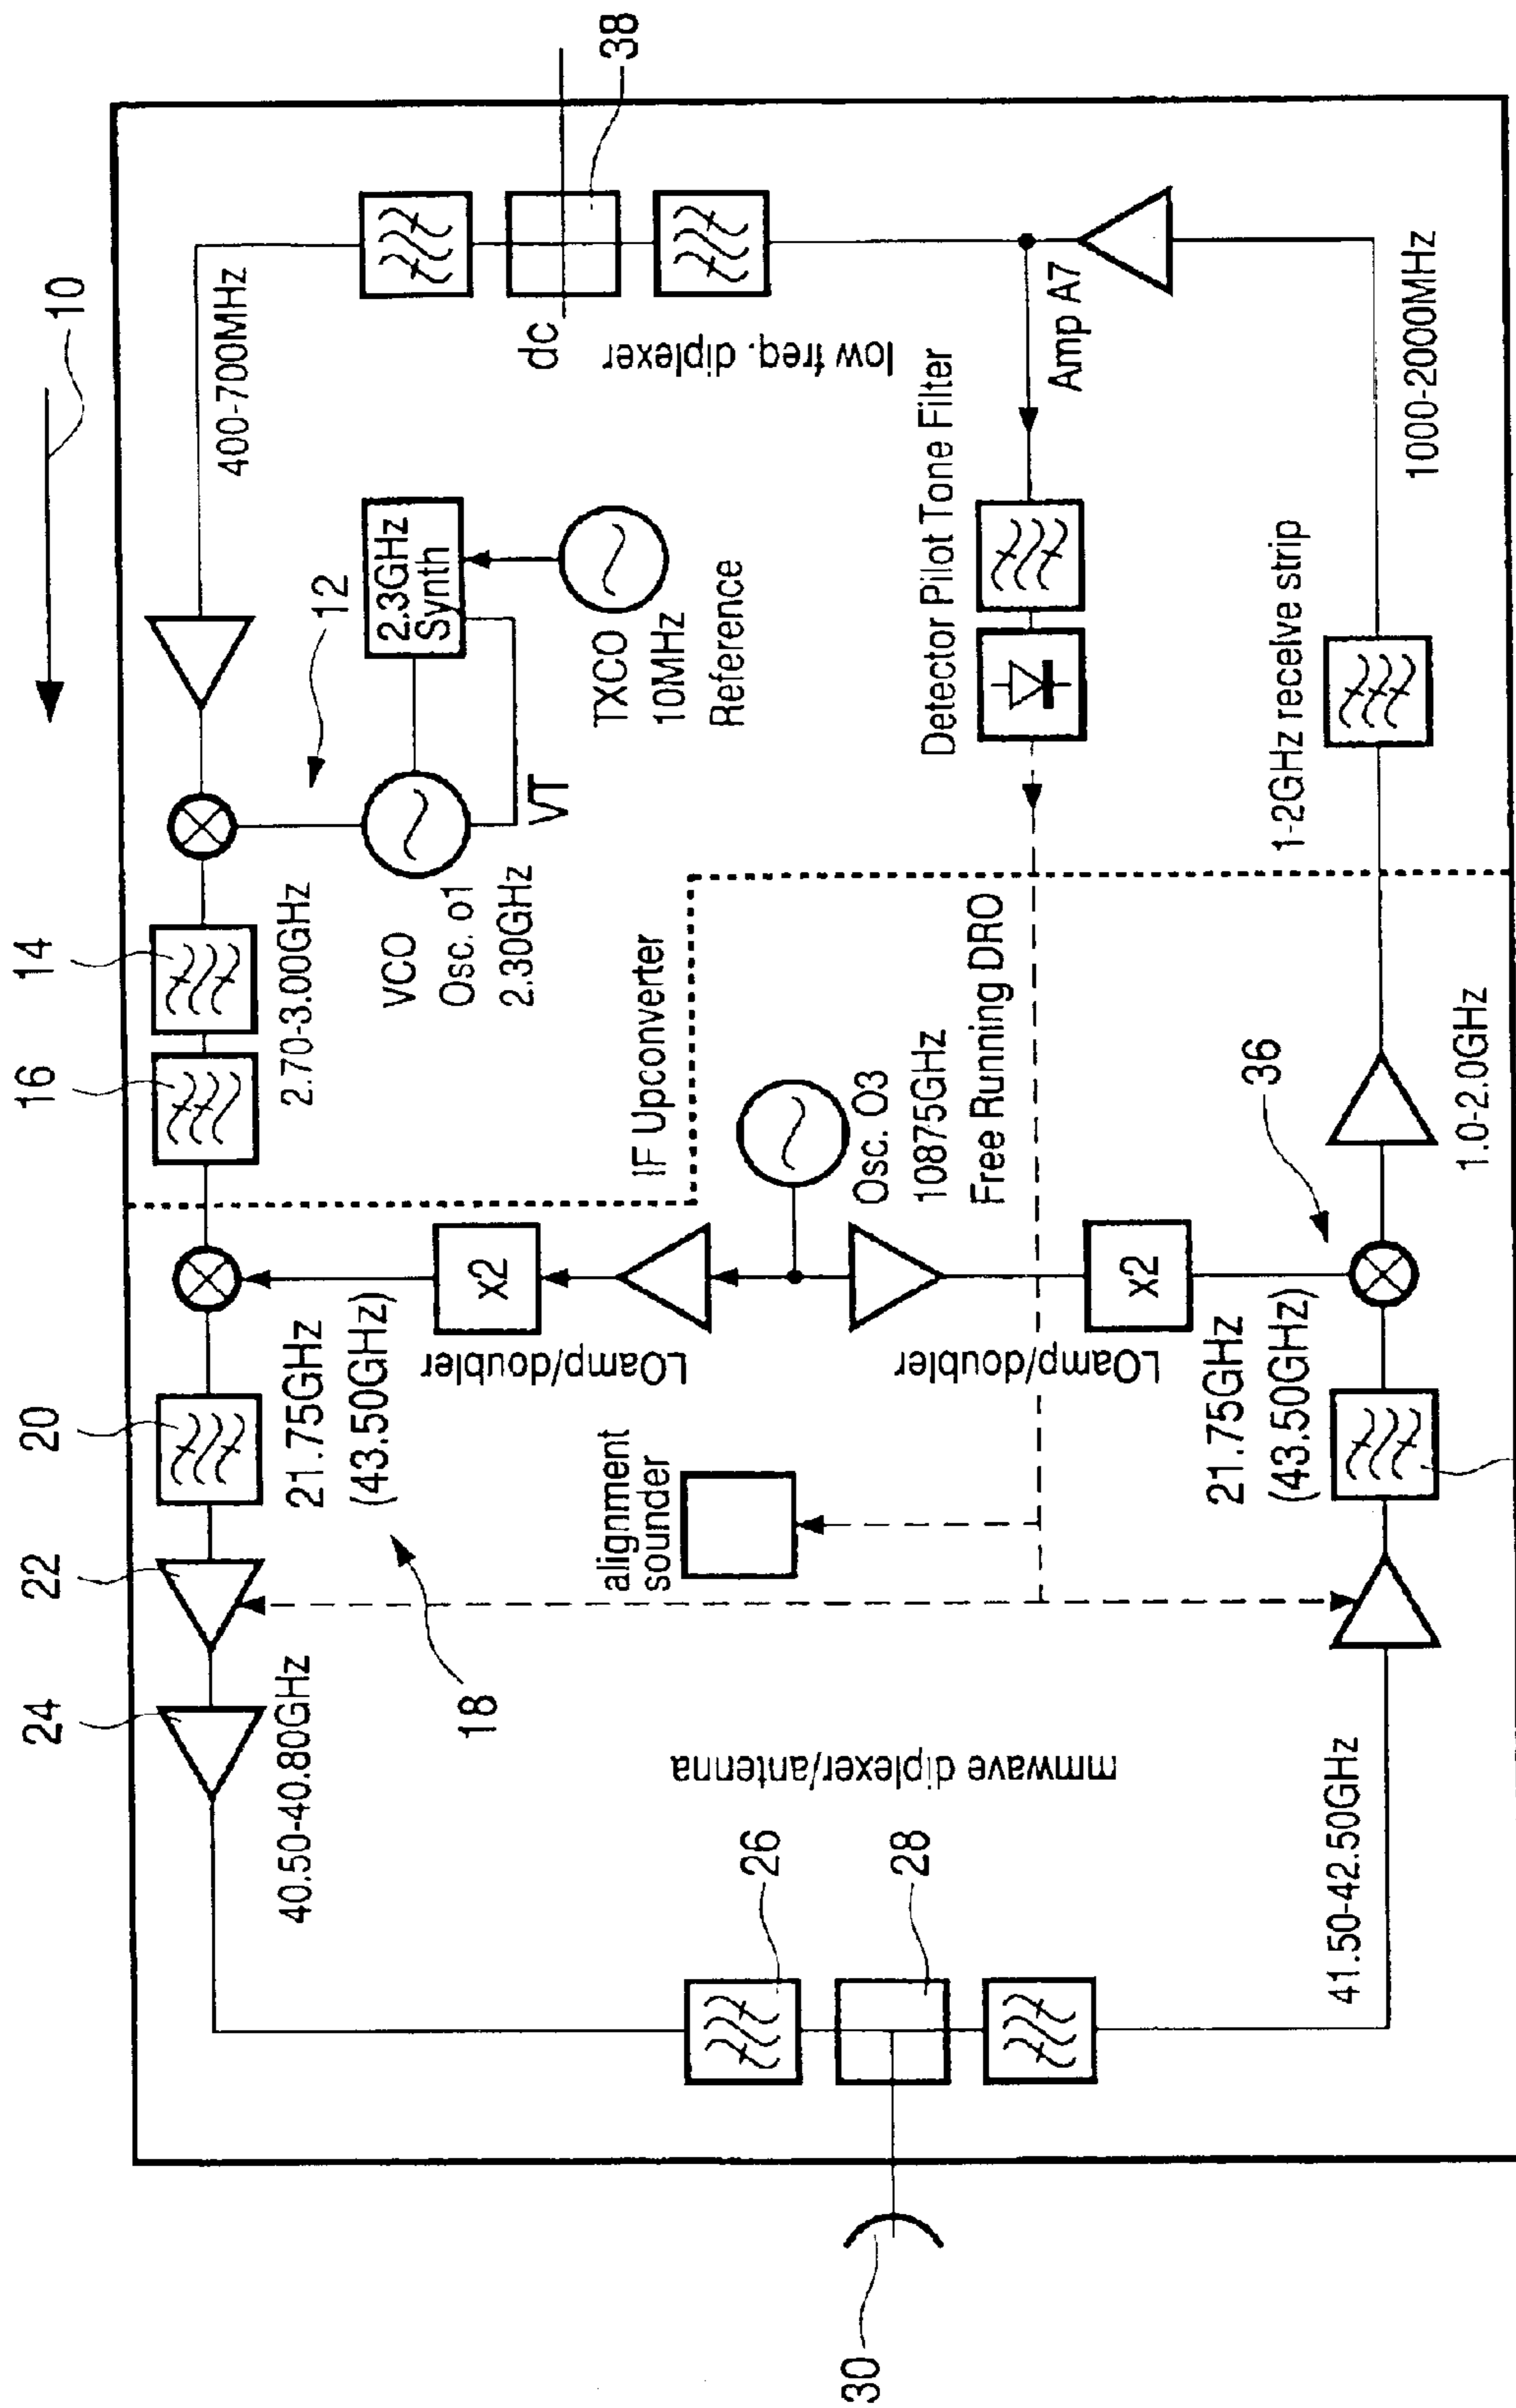 10
400-700MHz
38
dc
low freq. diplexer
12
2.3GHz
Synth
TXCO
10MHz
Reference
VT
VCO
Osc. o1
2.30GHz
14
16
2.70-3.00GHz
IF Upconverter
Amp A7
Detector Pilot Tone Filter
1000-2000MHz
1-2GHz receive strip
Osc. O3
10875GHz
Free Running DRO
36
1.0-2.0GHz
x2
LOamp/doubler
21.75GHz
(43.50GHz)
x2
LOamp/doubler
21.75GHz
(43.50GHz)
20
22
24
18
alignment
sounder
40.50-40.80GHz
mmwave diplexer/antenna
26
28
41.50-42.50GHz
30